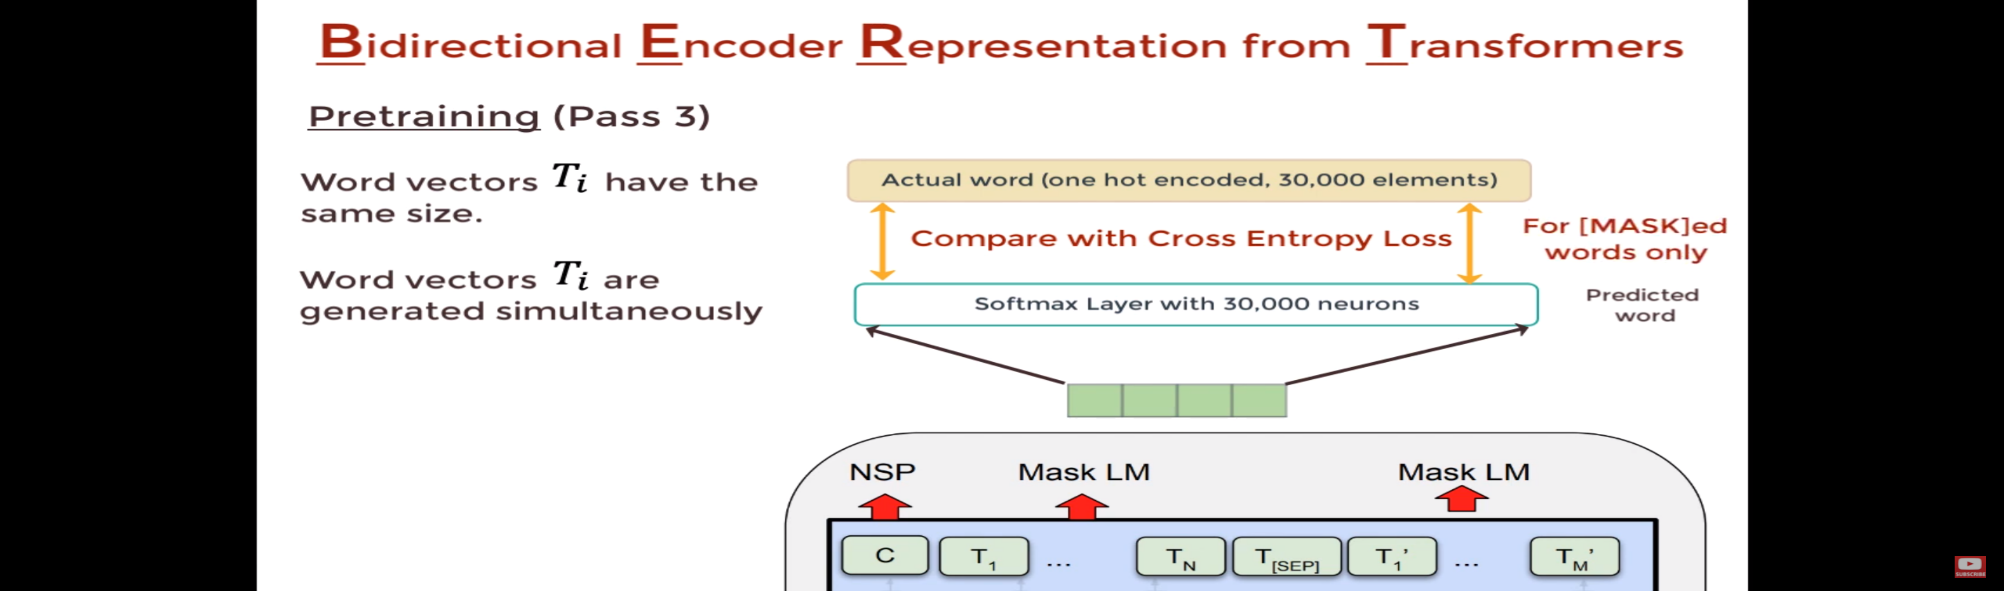 Bidirectional Encoder Representation from Transformers
Pretraining (Pass 3)
Word vectors Ti have the
same size.
Word vectors Ti are
generated simultaneously
Actual word (one hot encoded, 30,000 elements)
Compare with Cross Entropy Loss
For [MASK]ed
words only
Softmax Layer with 30,000 neurons
Predicted
word
NSP
Mask LM
Mask LM
C
T1
...
TN
T[SEP]
T1'
...
TM'
SUBSCRIBE